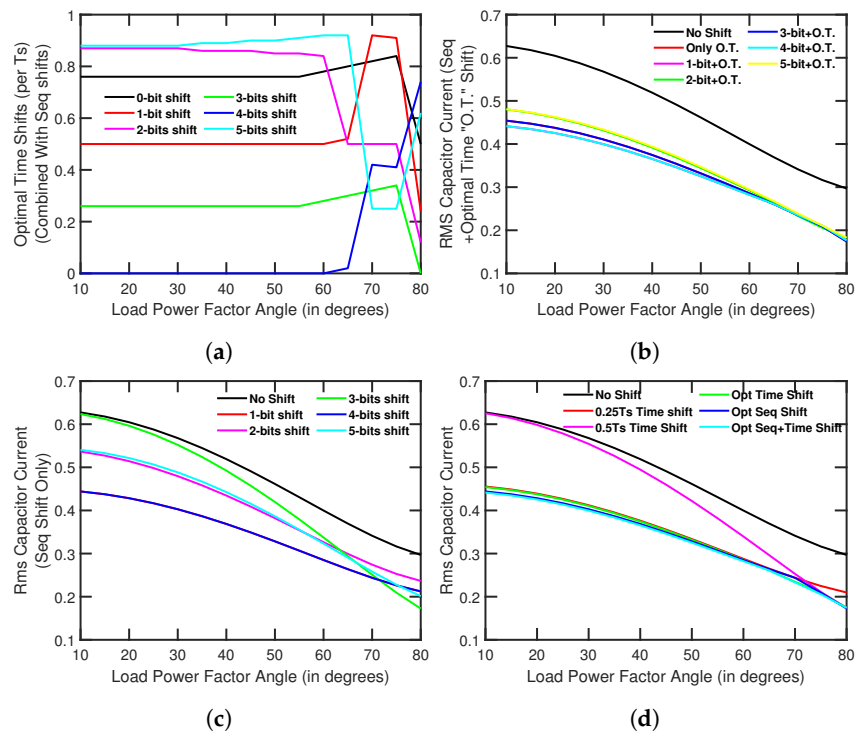 Optimal Time Shifts (per Ts)
(Combined With Seq shifts)
1
0.8
0.6
0.4
0.2
0
0-bit shift
1-bit shift
2-bits shift
3-bits shift
4-bits shift
5-bits shift
10 20 30 40 50 60 70 80
Load Power Factor Angle (in degrees)
(a)
RMS Capacitor Current (Seq
+Optimal Time "O.T." Shift)
0.7
0.6
0.5
0.4
0.3
0.2
0.1
No Shift
Only O.T.
1-bit+O.T.
2-bit+O.T.
3-bit+O.T.
4-bit+O.T.
5-bit+O.T.
10 20 30 40 50 60 70 80
Load Power Factor Angle (in degrees)
(b)
Rms Capacitor Current
(Seq Shift Only)
0.7
0.6
0.5
0.4
0.3
0.2
0.1
No Shift
1-bit shift
2-bits shift
3-bits shift
4-bits shift
5-bits shift
10 20 30 40 50 60 70 80
Load Power Factor Angle (in degrees)
(c)
Rms Capacitor Current
0.7
0.6
0.5
0.4
0.3
0.2
0.1
No Shift
0.25Ts Time shift
0.5Ts Time Shift
Opt Time Shift
Opt Seq Shift
Opt Seq+Time Shift
10 20 30 40 50 60 70 80
Load Power Factor Angle (in degrees)
(d)